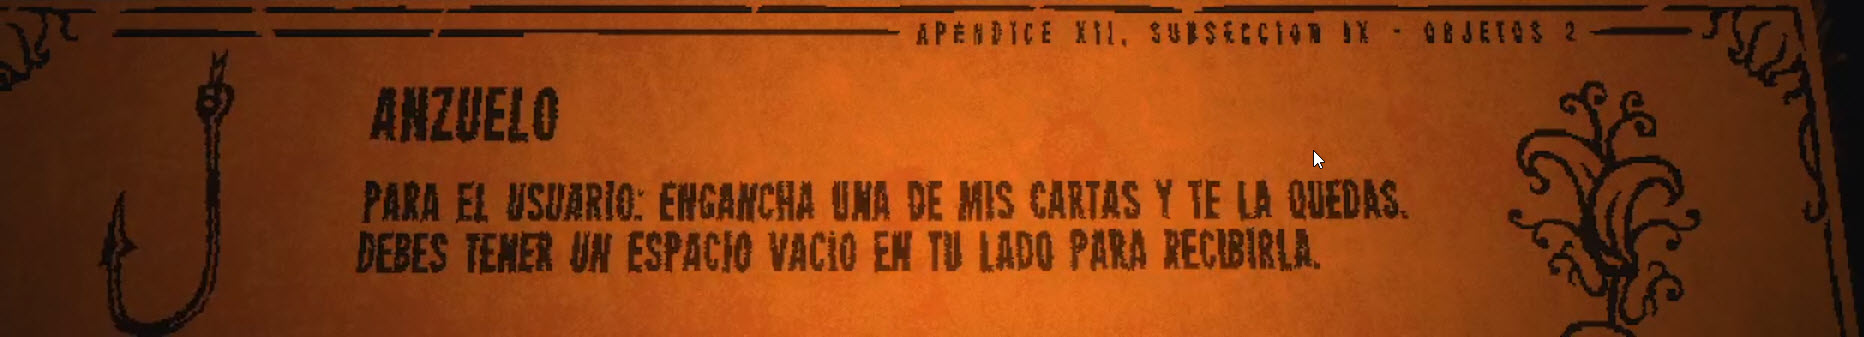 APÉNDICE XII, SUBSECCIÓN IX - OBJETOS 2
ANZUELO
PARA EL USUARIO: ENGANCHA UNA DE MIS CARTAS Y TE LA QUEDAS.
DEBES TENER UN ESPACIO VACÍO EN TU LADO PARA RECIBIRLA.